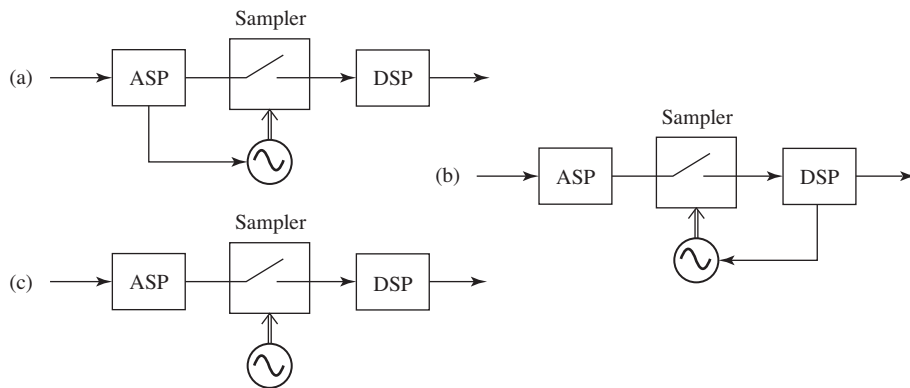 Sampler
(a) ASP DSP
Sampler
(b) ASP DSP
Sampler
(c) ASP DSP